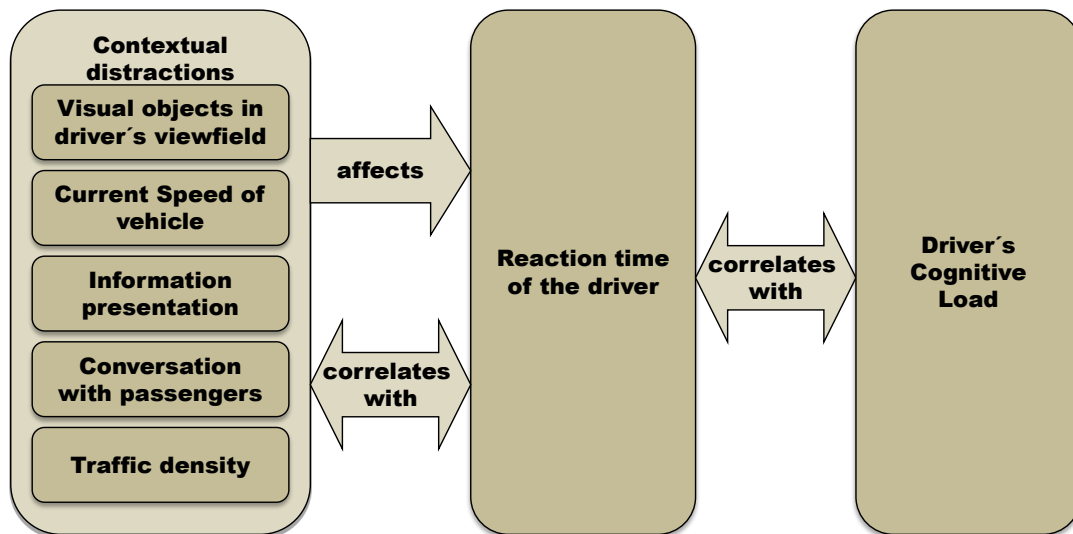 Contextual
distractions
Visual objects in
driver´s viewfield
Current Speed of
vehicle
Information
presentation
Conversation
with passengers
Traffic density
affects
correlates
with
Reaction time
of the driver
correlates
with
Driver´s
Cognitive
Load